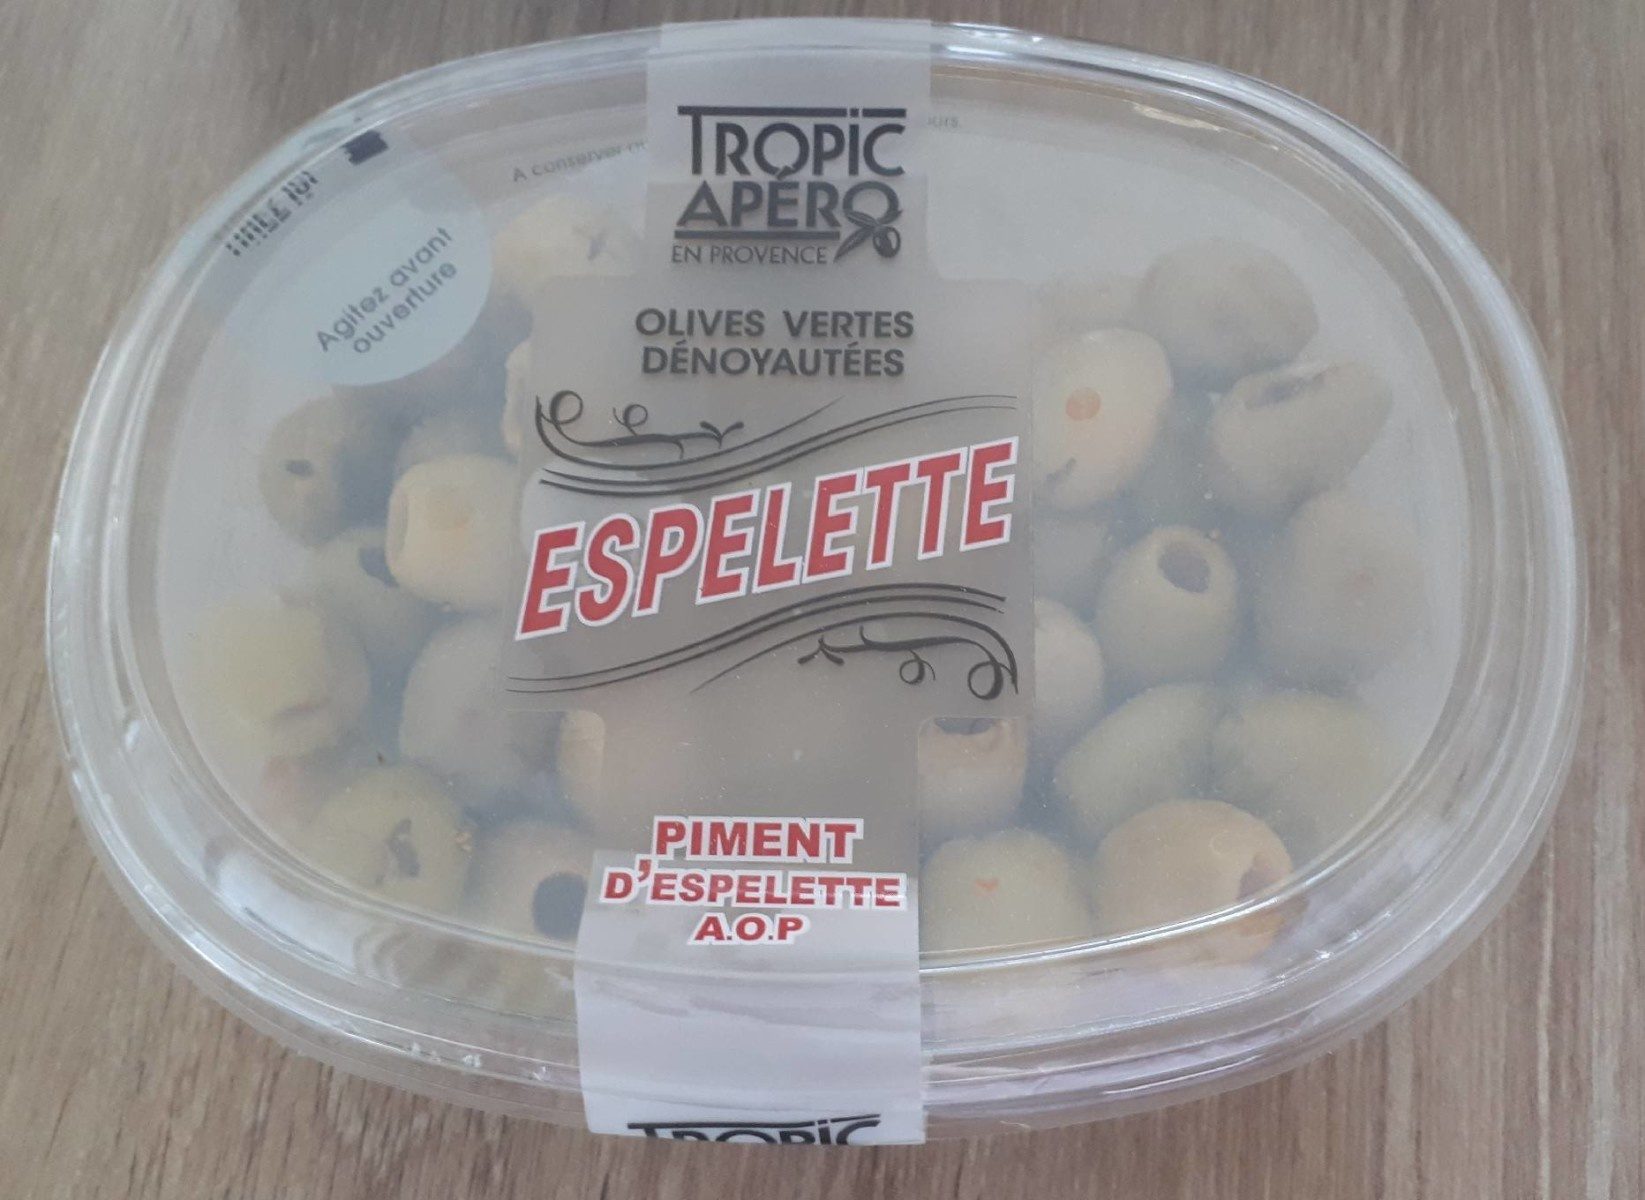 TROPIC
APÉRO
EN PROVENCE
A conserver
Agitez avant
ouverture
OLIVES VERTES
DÉNOYAUTÉES
ESPELETTE
PIMENT
D'ESPELETTE
A.O.P
TROPIC